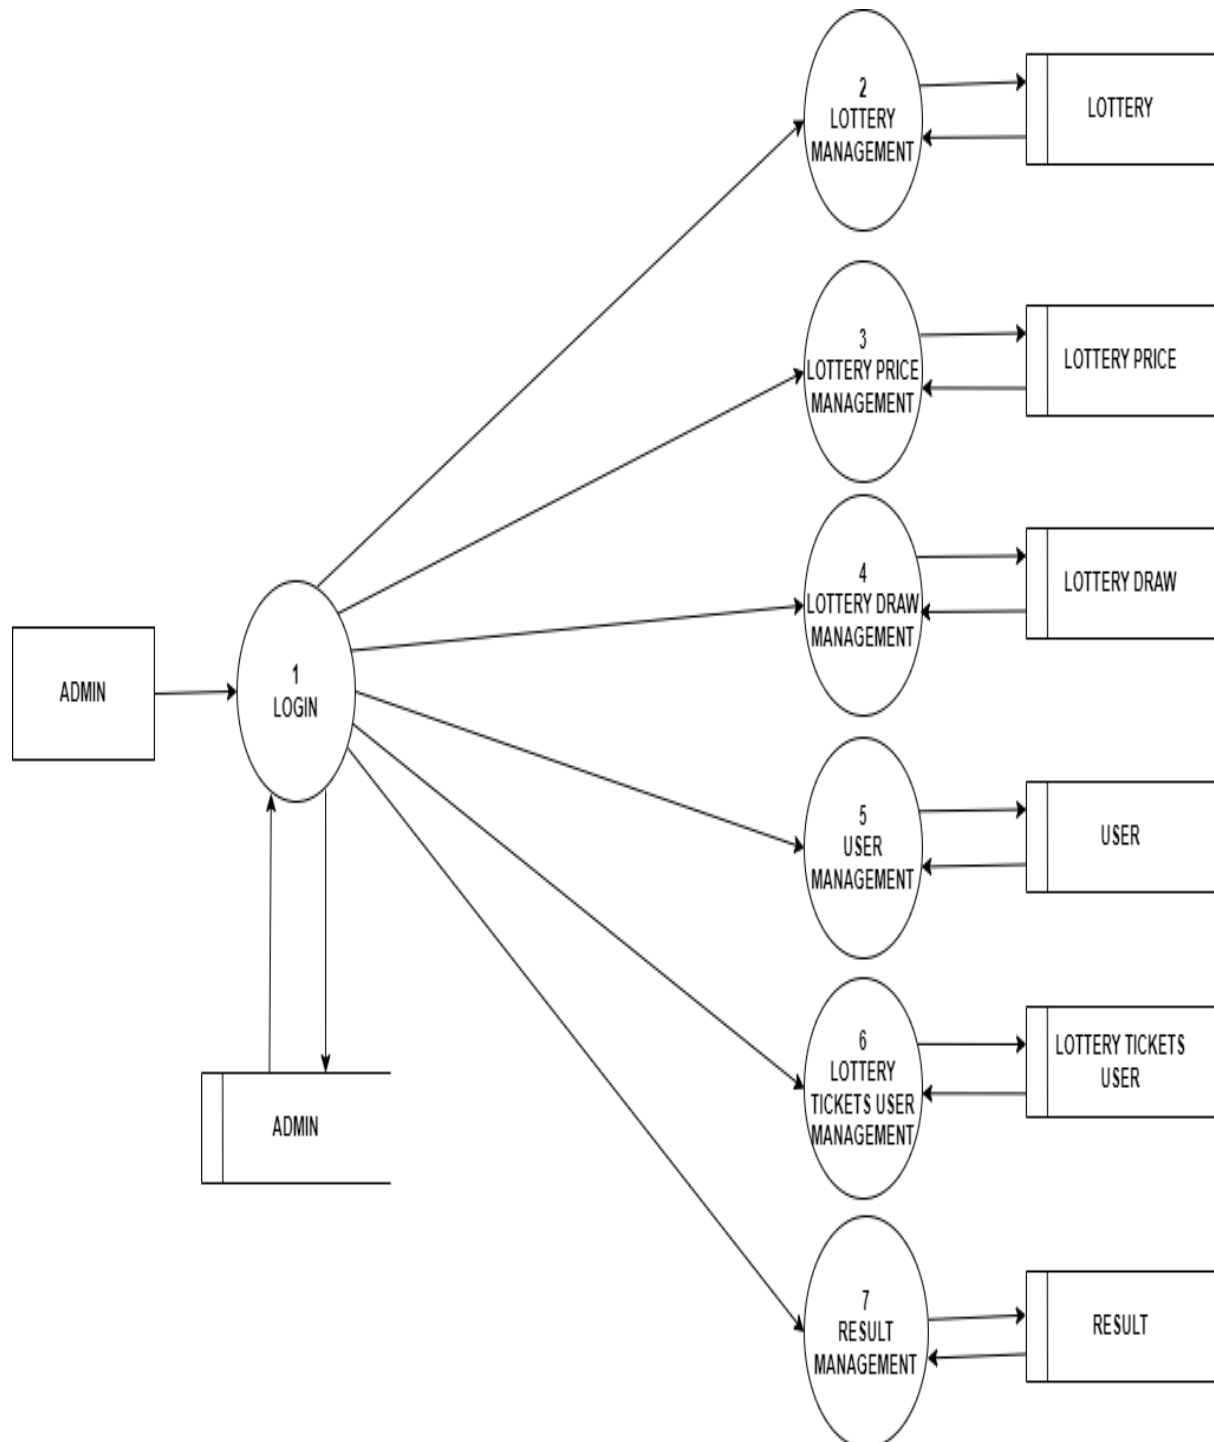 2
LOTTERY
MANAGEMENT
LOTTERY
3
LOTTERY PRICE
MANAGEMENT
LOTTERY PRICE
4
LOTTERY DRAW
MANAGEMENT
LOTTERY DRAW
ADMIN
1
LOGIN
5
USER
MANAGEMENT
USER
6
LOTTERY
TICKETS USER
MANAGEMENT
LOTTERY TICKETS
USER
ADMIN
7
RESULT
MANAGEMENT
RESULT